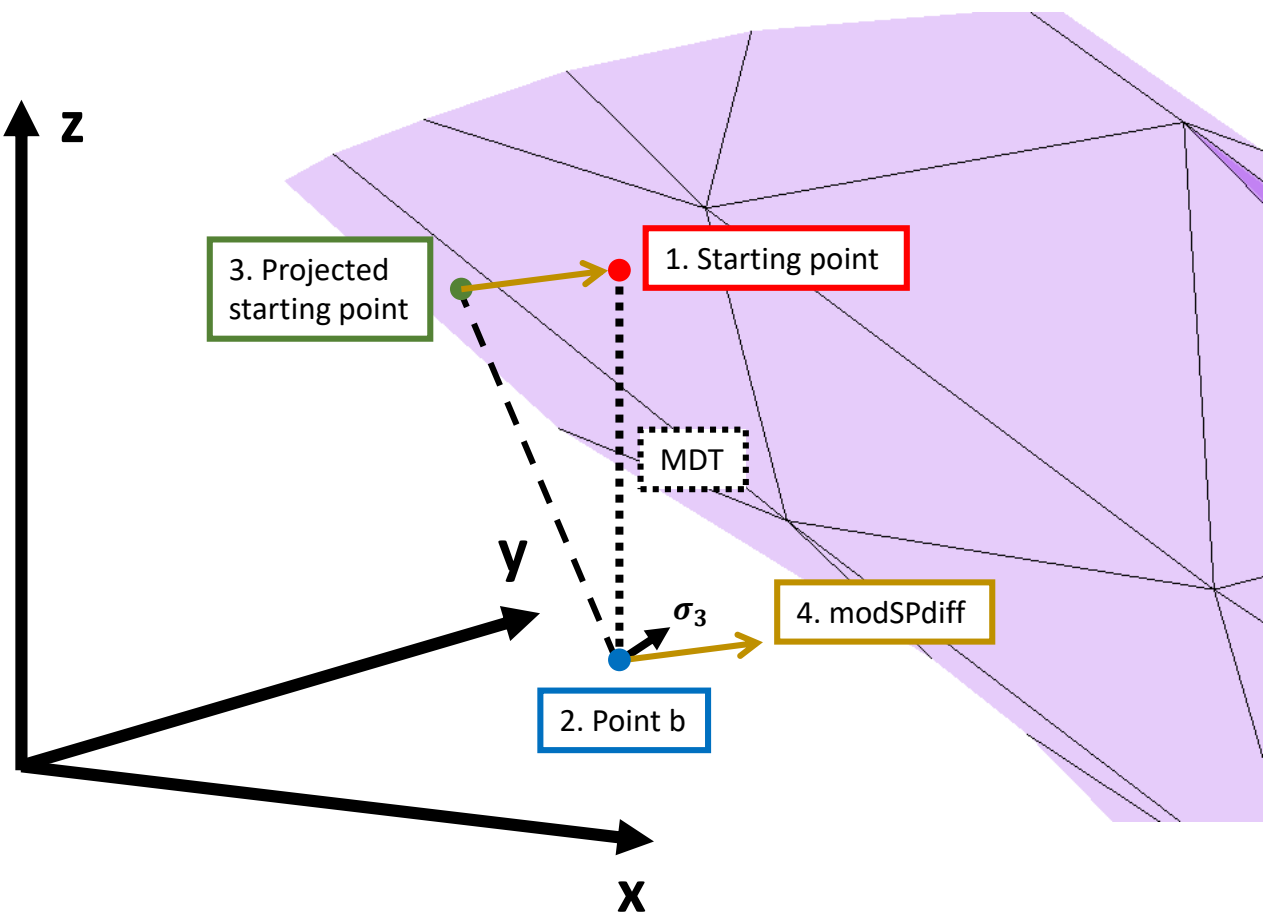 z
3. Projected
starting point
1. Starting point
MDT
y
σ₃
4. modSPdiff
2. Point b
x